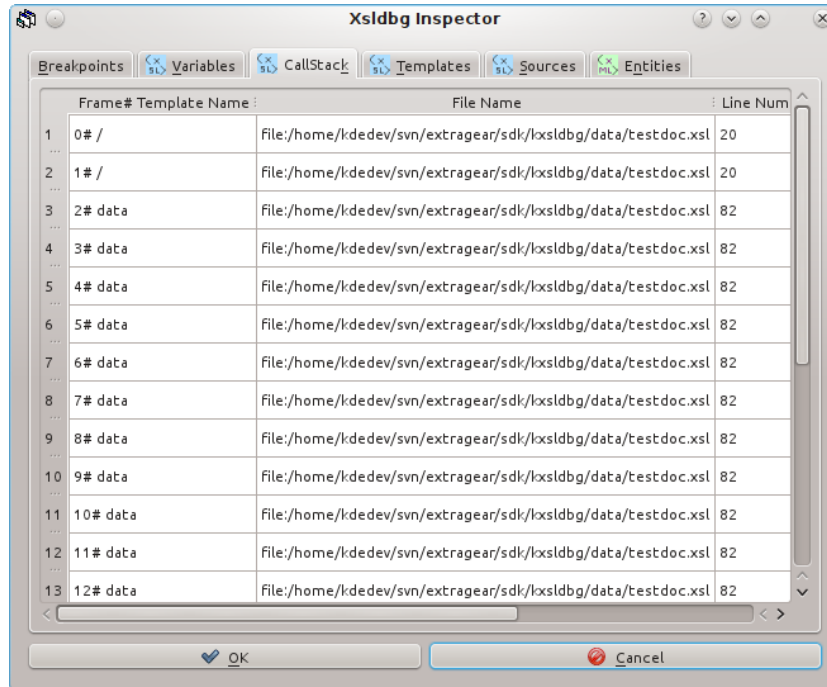 Xsldbg Inspector
Breakpoints Variables CallStack Templates Sources Entities
Frame# Template Name File Name Line Num
1 0# / file:/home/kdedev/svn/extragear/sdk/kxsldbg/data/testdoc.xsl 20
2 1# / file:/home/kdedev/svn/extragear/sdk/kxsldbg/data/testdoc.xsl 20
3 2# data file:/home/kdedev/svn/extragear/sdk/kxsldbg/data/testdoc.xsl 82
4 3# data file:/home/kdedev/svn/extragear/sdk/kxsldbg/data/testdoc.xsl 82
5 4# data file:/home/kdedev/svn/extragear/sdk/kxsldbg/data/testdoc.xsl 82
6 5# data file:/home/kdedev/svn/extragear/sdk/kxsldbg/data/testdoc.xsl 82
7 6# data file:/home/kdedev/svn/extragear/sdk/kxsldbg/data/testdoc.xsl 82
8 7# data file:/home/kdedev/svn/extragear/sdk/kxsldbg/data/testdoc.xsl 82
9 8# data file:/home/kdedev/svn/extragear/sdk/kxsldbg/data/testdoc.xsl 82
10 9# data file:/home/kdedev/svn/extragear/sdk/kxsldbg/data/testdoc.xsl 82
11 10# data file:/home/kdedev/svn/extragear/sdk/kxsldbg/data/testdoc.xsl 82
12 11# data file:/home/kdedev/svn/extragear/sdk/kxsldbg/data/testdoc.xsl 82
13 12# data file:/home/kdedev/svn/extragear/sdk/kxsldbg/data/testdoc.xsl 82
OK Cancel